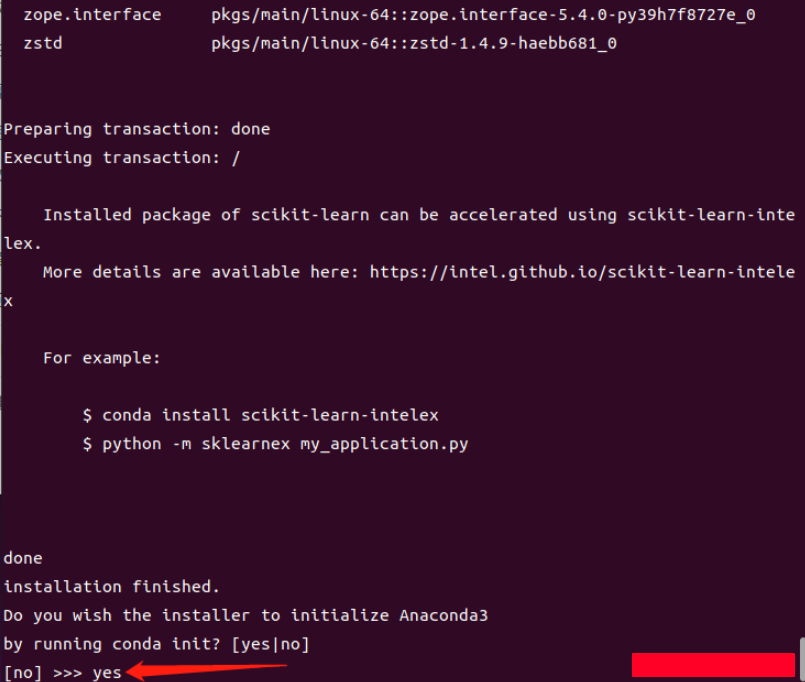 zope.interface     pkgs/main/linux-64::zope.interface-5.4.0-py39h7f8727e_0
zstd               pkgs/main/linux-64::zstd-1.4.9-haebb681_0
Preparing transaction: done
Executing transaction: /
Installed package of scikit-learn can be accelerated using scikit-learn-inte
lex.
More details are available here: https://intel.github.io/scikit-learn-intele
x
For example:
$ conda install scikit-learn-intelex
$ python -m sklearnex my_application.py
done
installation finished.
Do you wish the installer to initialize Anaconda3
by running conda init? [yes|no]
[no] >>> yes